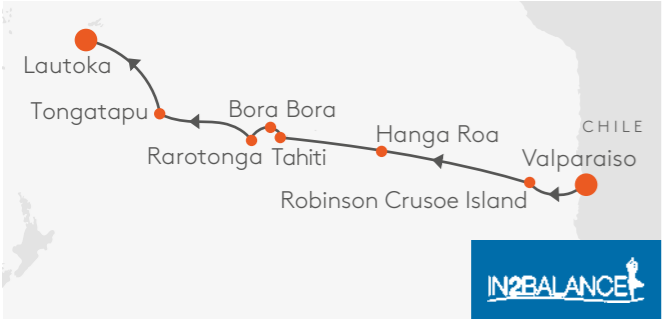 Lautoka
Tongatapu
Bora Bora
Rarotonga
Tahiti
Hanga Roa
CHILE
Valparaiso
Robinson Crusoe Island
IN2BALANCE